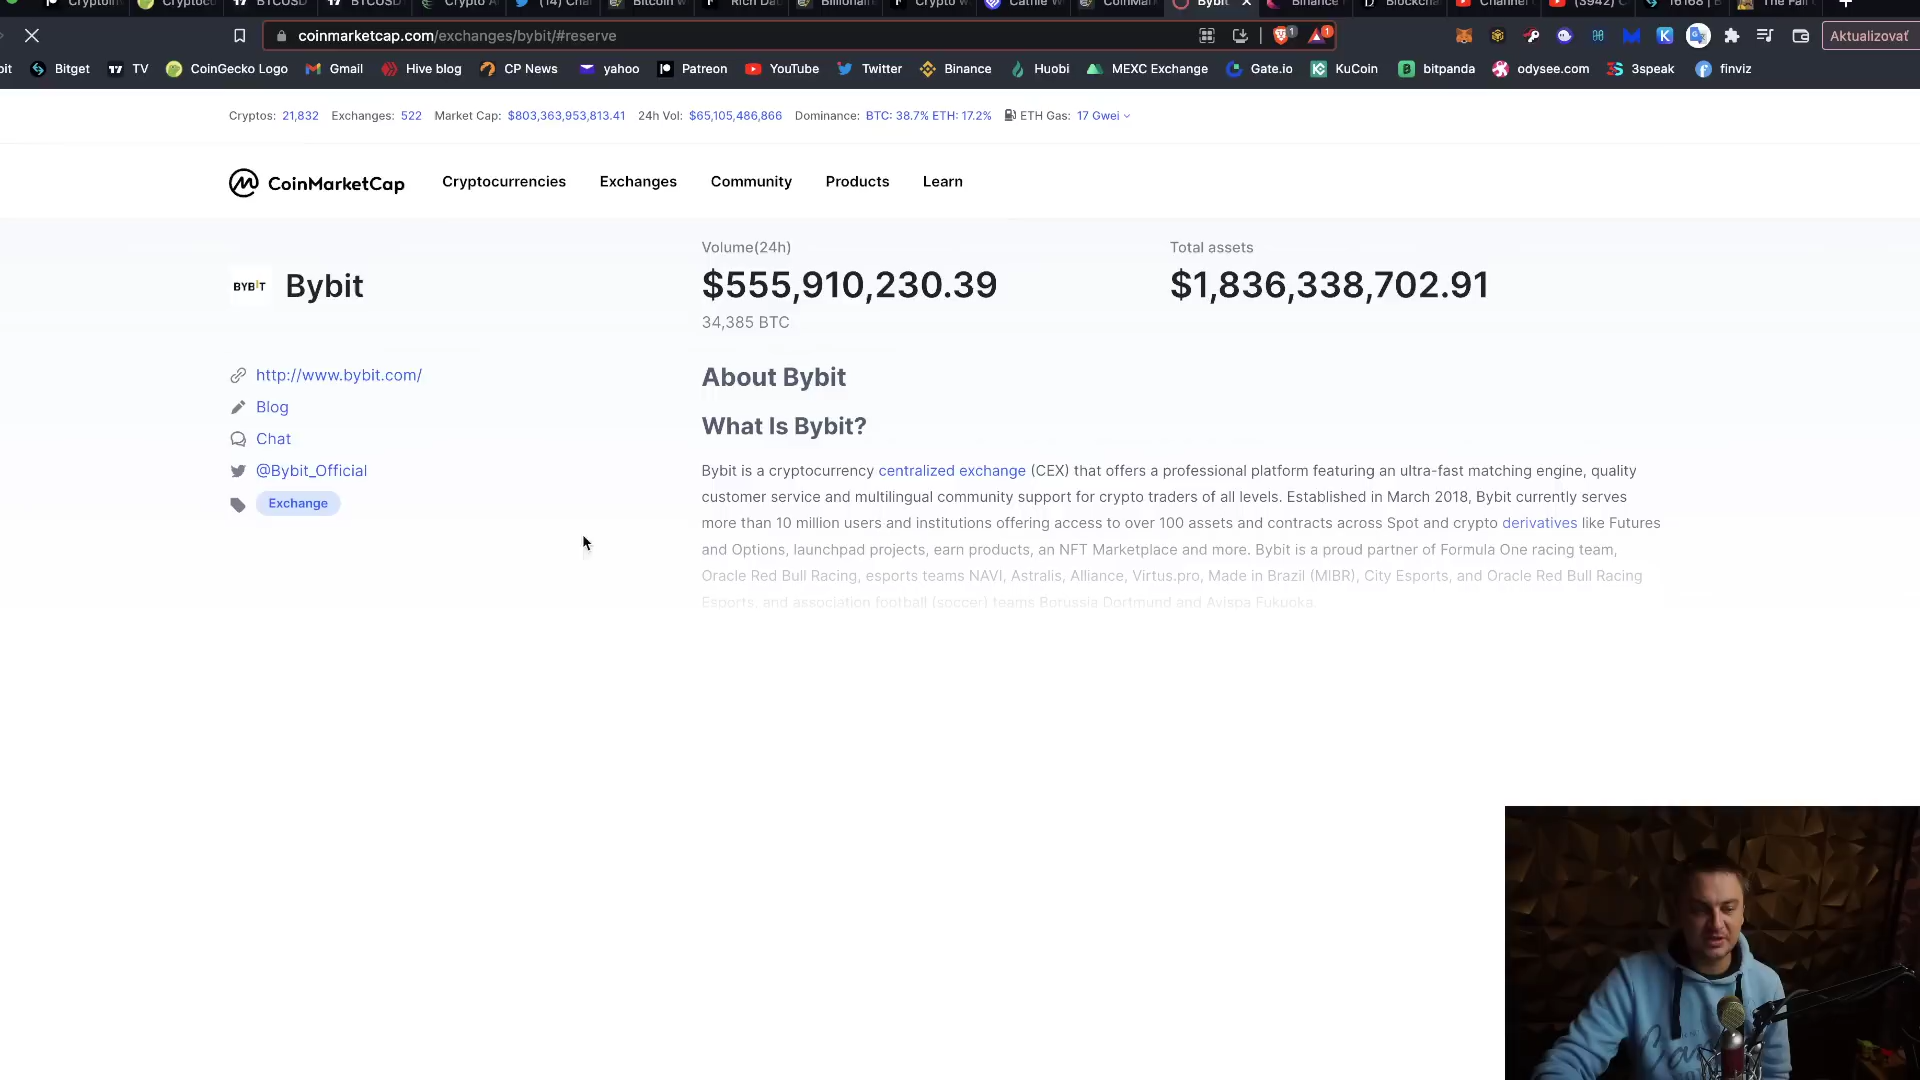 Bybit
Binance
coinmarketcap.com/exchanges/bybit/#reserve
1
1
Aktualizovať
Bitget TV CoinGecko Logo Gmail Hive blog CP News yahoo Patreon YouTube Twitter Binance Huobi MEXC Exchange Gate.io KuCoin bitpanda odysee.com 3speak finviz
Cryptos: 21,832 Exchanges: 522 Market Cap: $803,363,953,813.41 24h Vol: $65,105,486,866 Dominance: BTC: 38.7% ETH: 17.2% ETH Gas: 17 Gwei
CoinMarketCap Cryptocurrencies Exchanges Community Products Learn
Volume(24h)
Total assets
BYBIT Bybit
$555,910,230.39
$1,836,338,702.91
34,385 BTC
http://www.bybit.com/
Blog
Chat
@Bybit_Official
Exchange
About Bybit
What Is Bybit?
Bybit is a cryptocurrency centralized exchange (CEX) that offers a professional platform featuring an ultra-fast matching engine, quality
customer service and multilingual community support for crypto traders of all levels. Established in March 2018, Bybit currently serves
more than 10 million users and institutions offering access to over 100 assets and contracts across Spot and crypto derivatives like Futures
and Options, launchpad projects, earn products, an NFT Marketplace and more. Bybit is a proud partner of Formula One racing team,
Oracle Red Bull Racing, esports teams NAVI, Astralis, Alliance, Virtus.pro, Made in Brazil (MIBR), City Esports, and Oracle Red Bull Racing
Esports, and association football (soccer) teams Borussia Dortmund and Avispa Fukuoka.